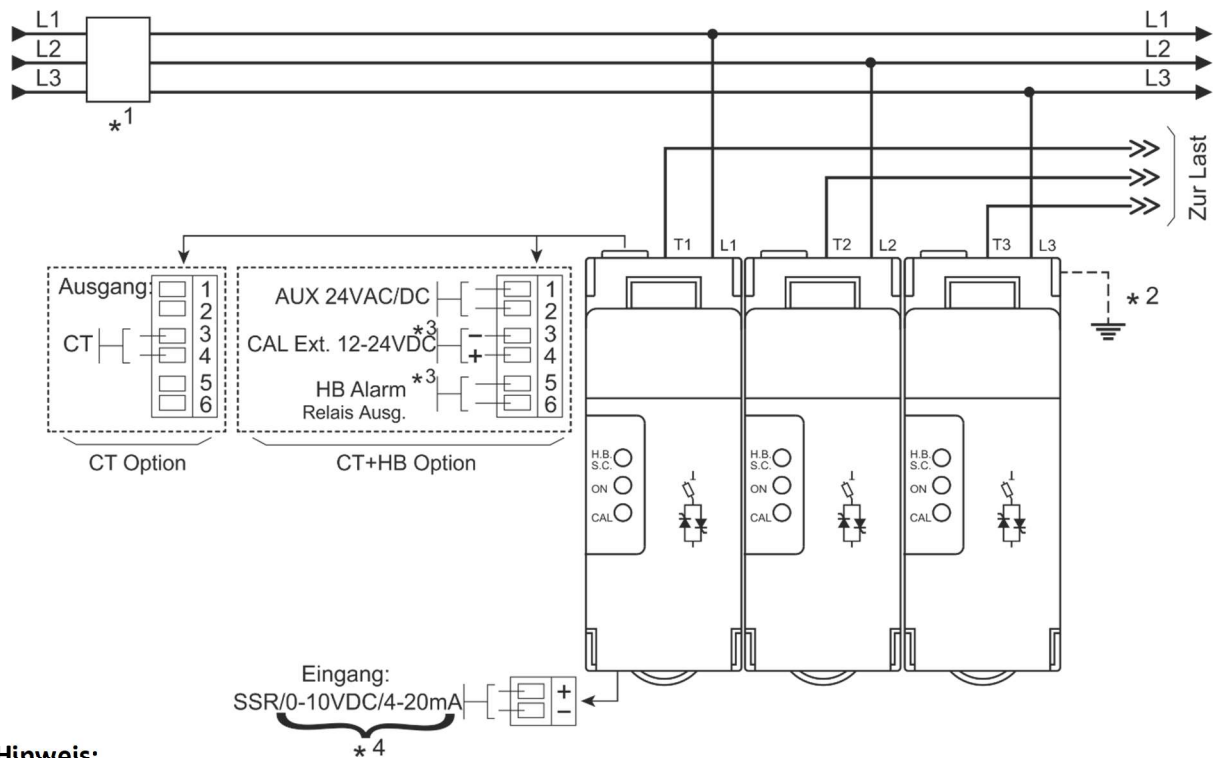 L1 L1
L2 L2
L3 L3
*1
Zur Last
T1 L1 T2 L2 T3 L3
*2
Ausgang:
1
2
3
4
5
6
CT
CT Option
AUX 24VAC/DC
CAL Ext. 12-24VDC *3
HB Alarm *3
Relais Ausg.
− +
1
2
3
4
5
6
CT+HB Option
H.B.
S.C.
ON
CAL
H.B.
S.C.
ON
CAL
H.B.
S.C.
ON
CAL
Eingang:
SSR/0-10VDC/4-20mA
+
−
*4
Hinweis: